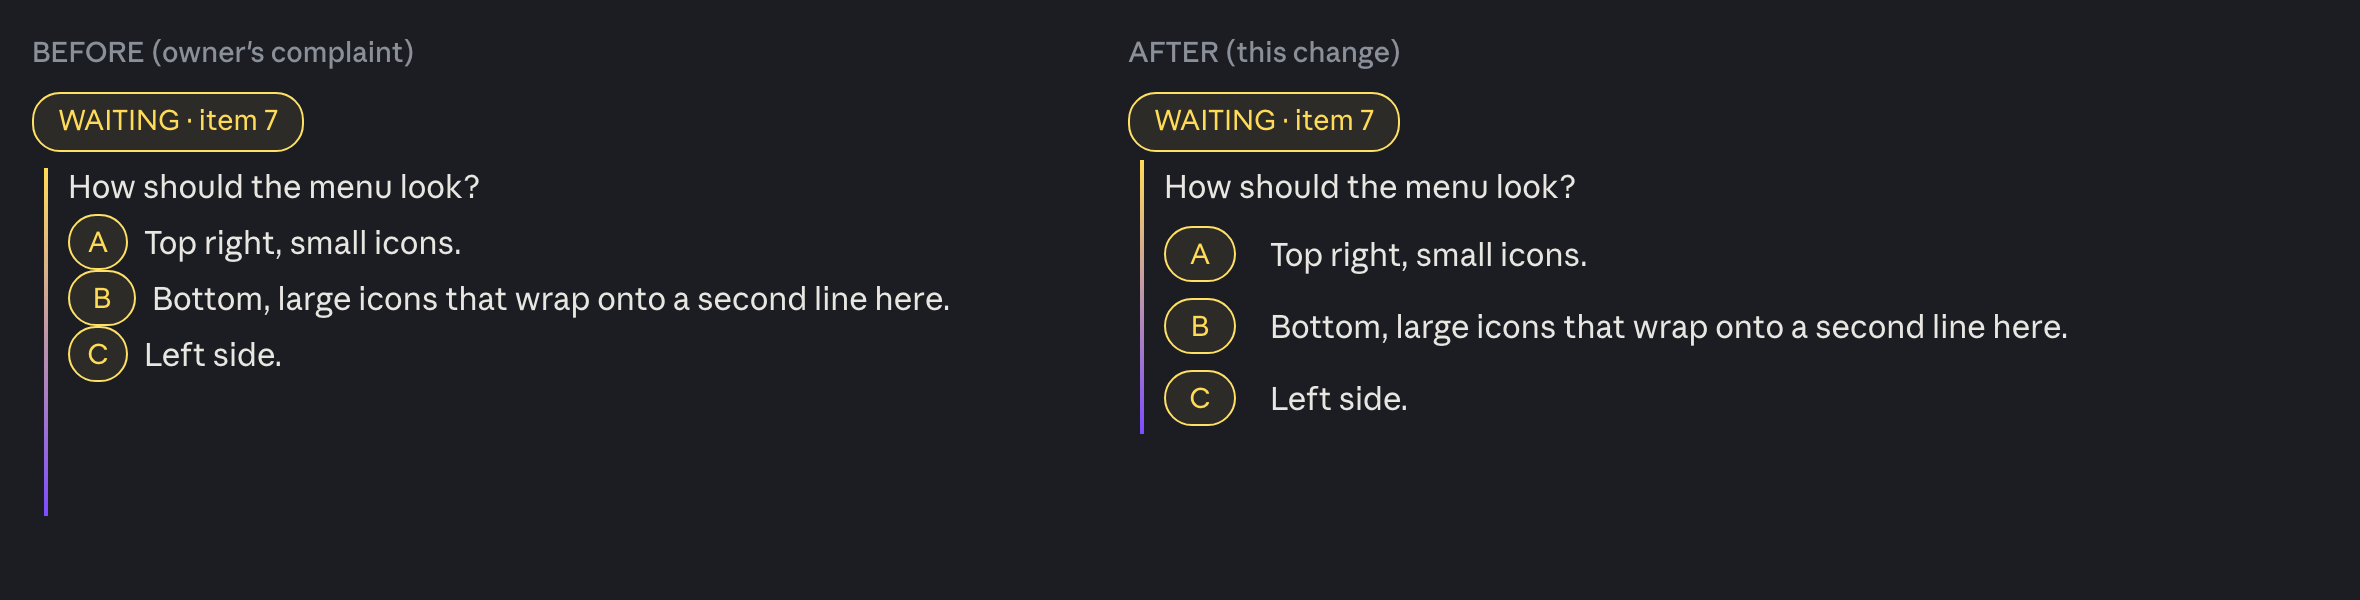 BEFORE (owner's complaint)
WAITING · item 7
How should the menu look?
A Top right, small icons.
B Bottom, large icons that wrap onto a second line here.
C Left side.
AFTER (this change)
WAITING · item 7
How should the menu look?
A Top right, small icons.
B Bottom, large icons that wrap onto a second line here.
C Left side.